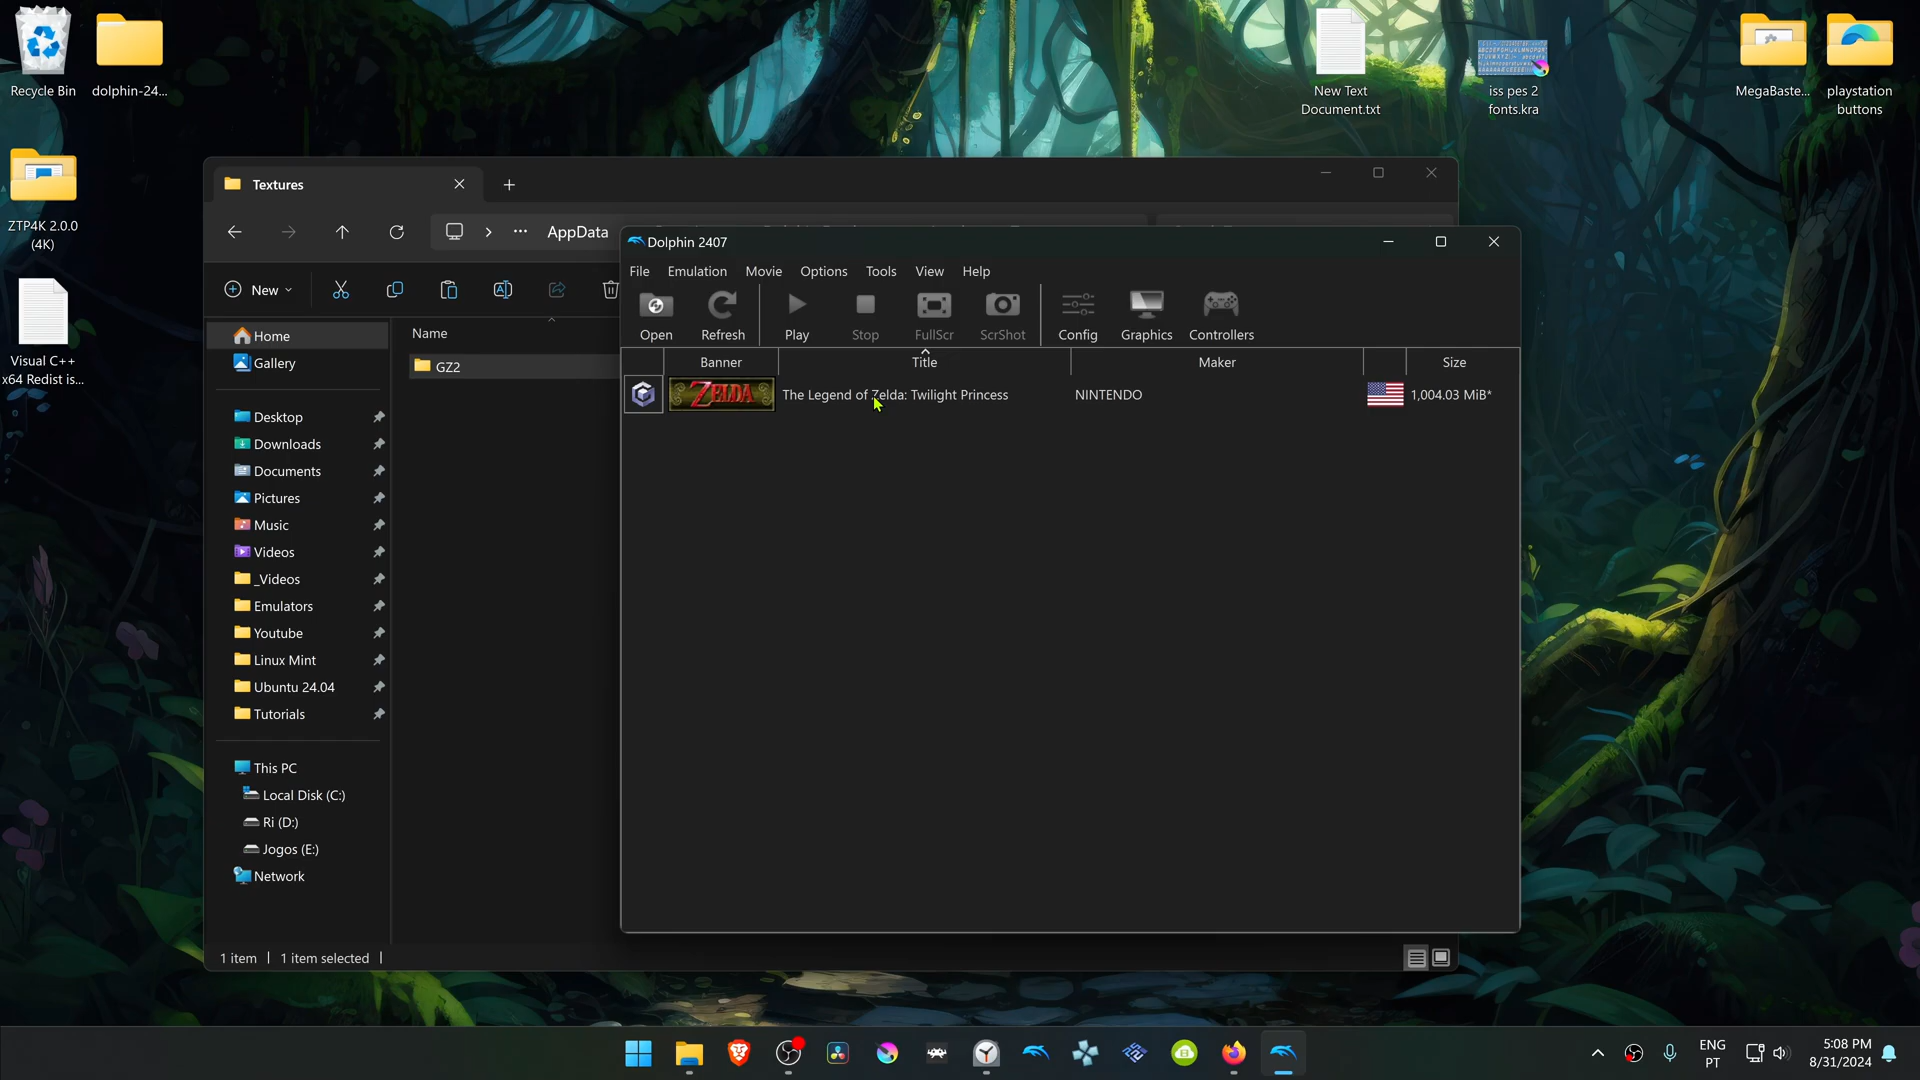 Recycle Bin
dolphin-24...
New Text
Document.txt
iss pes 2
fonts.kra
MegaBaste...
playstation
buttons
ZTP4K 2.0.0
(4K)
Visual C++
x64 Redist is...
Textures
AppData
New
Home
Gallery
Desktop
Downloads
Documents
Pictures
Music
Videos
_Videos
Emulators
Youtube
Linux Mint
Ubuntu 24.04
Tutorials
This PC
Local Disk (C:)
Ri (D:)
Jogos (E:)
Network
Name
GZ2
1 item
1 item selected
Dolphin 2407
File Emulation Movie Options Tools View Help
Open Refresh Play Stop FullScr ScrShot Config Graphics Controllers
Banner Title Maker Size
ZELDA The Legend of Zelda: Twilight Princess NINTENDO 1,004.03 MiB*
ENG
PT
5:08 PM
8/31/2024